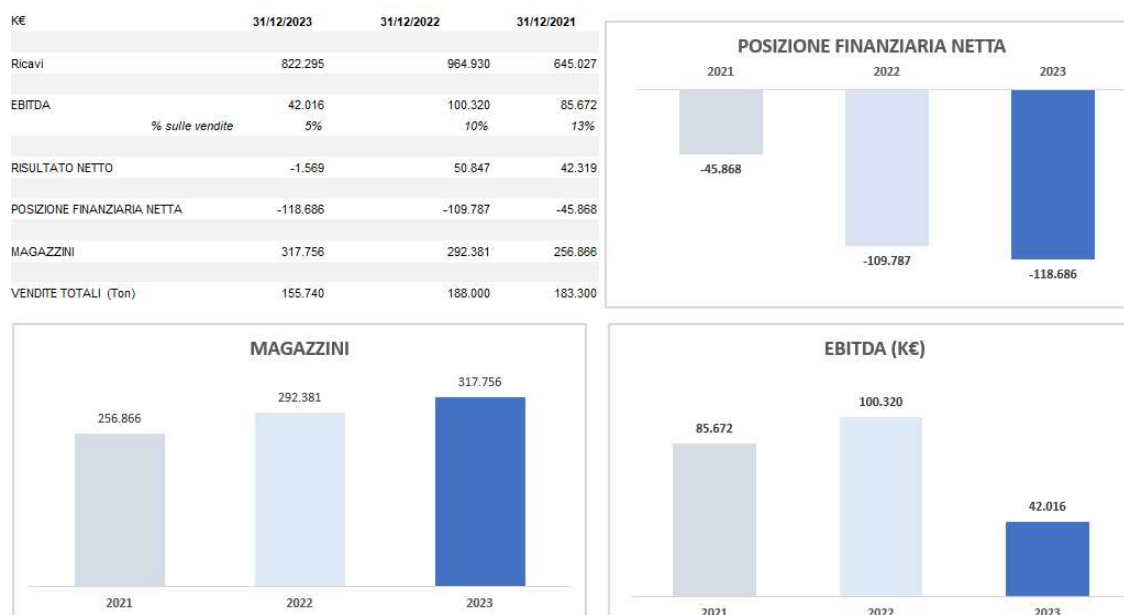 K€ 31/12/2023 31/12/2022 31/12/2021
Ricavi 822.295 964.930 645.027
EBITDA 42.016 100.320 85.672
% sulle vendite 5% 10% 13%
RISULTATO NETTO -1.569 50.847 42.319
POSIZIONE FINANZIARIA NETTA -118.686 -109.787 -45.868
MAGAZZINI 317.756 292.381 256.866
VENDITE TOTALI (Ton) 155.740 188.000 183.300
POSIZIONE FINANZIARIA NETTA
2021 2022 2023
-45.868
-109.787
-118.686
MAGAZZINI
317.756
292.381
256.866
2021 2022 2023
EBITDA (K€)
100.320
85.672
42.016
2021 2022 2023